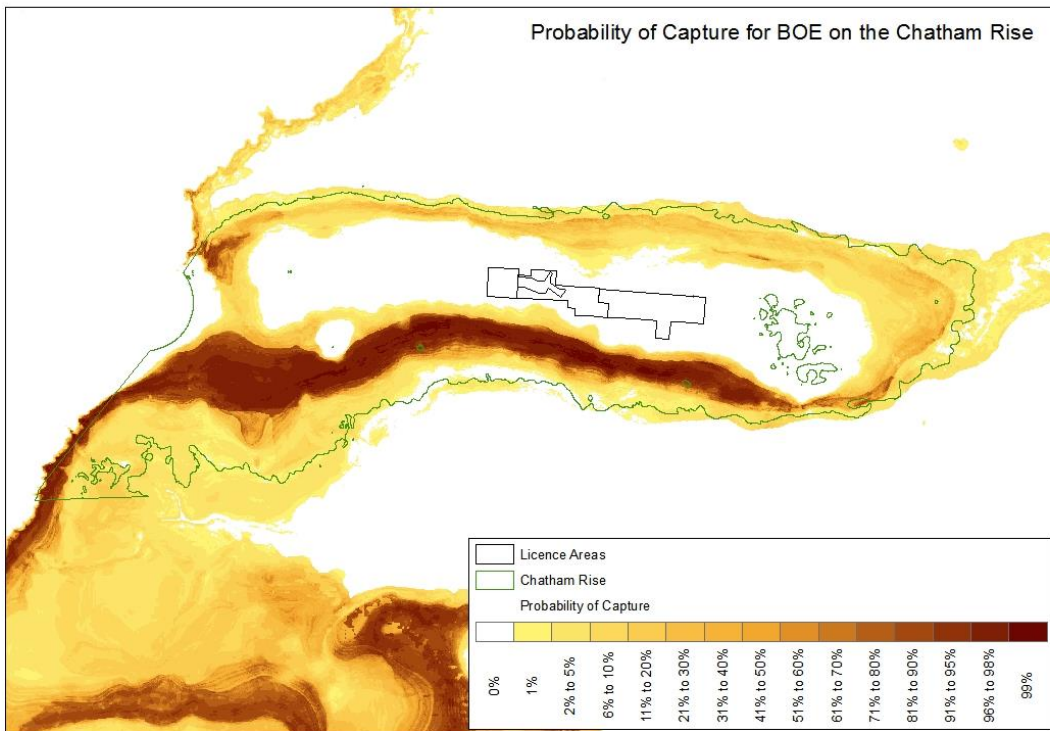 Probability of Capture for BOE on the Chatham Rise
Licence Areas
Chatham Rise
Probability of Capture
0%
1%
2% to 5%
6% to 10%
11% to 20%
21% to 30%
31% to 40%
41% to 50%
51% to 60%
61% to 70%
71% to 80%
81% to 90%
91% to 95%
96% to 98%
99%